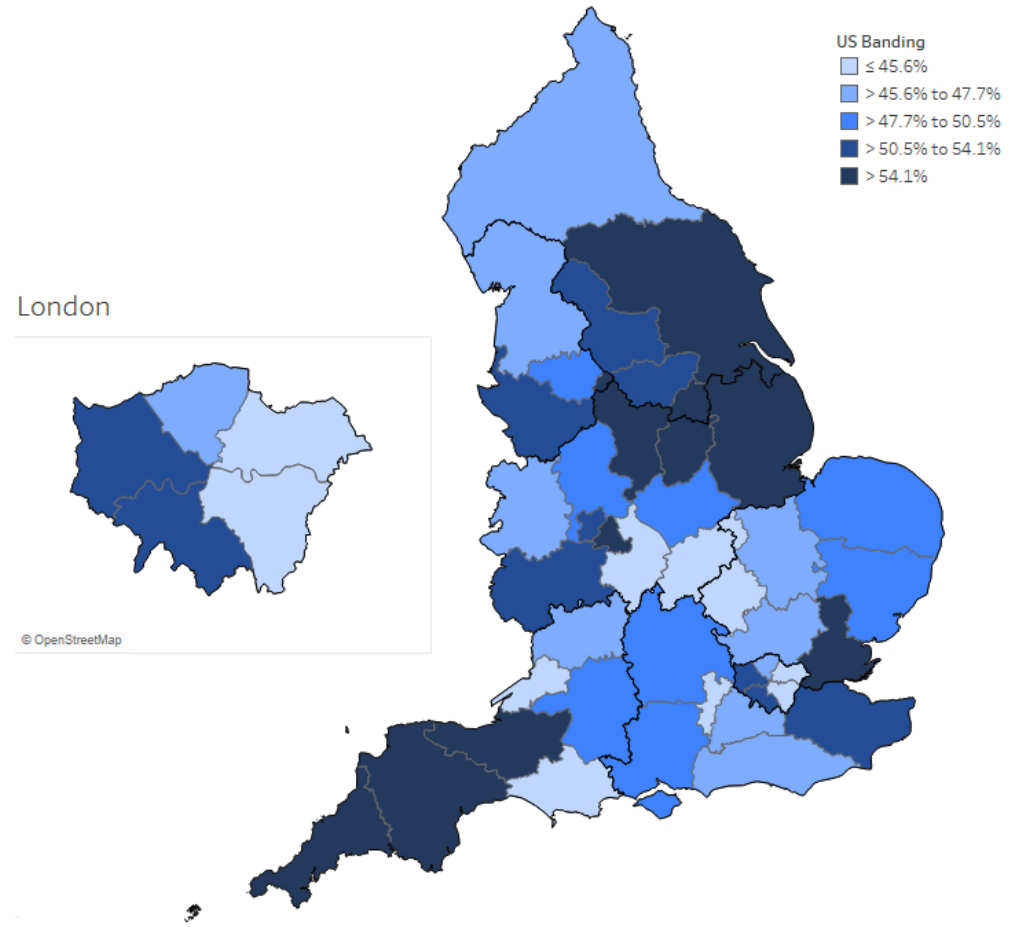 US Banding
≤ 45.6%
> 45.6% to 47.7%
> 47.7% to 50.5%
> 50.5% to 54.1%
> 54.1%
London
© OpenStreetMap